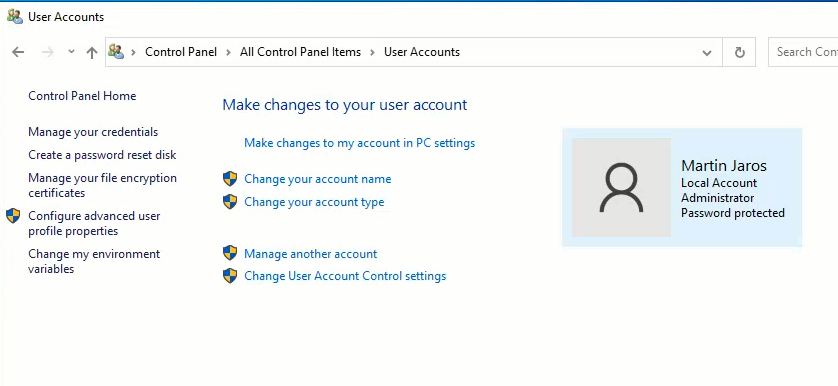 User Accounts
Control Panel > All Control Panel Items > User Accounts
Search Con
Control Panel Home
Manage your credentials
Create a password reset disk
Manage your file encryption
certificates
Configure advanced user
profile properties
Change my environment
variables
Make changes to your user account
Make changes to my account in PC settings
Change your account name
Change your account type
Manage another account
Change User Account Control settings
Martin Jaros
Local Account
Administrator
Password protected